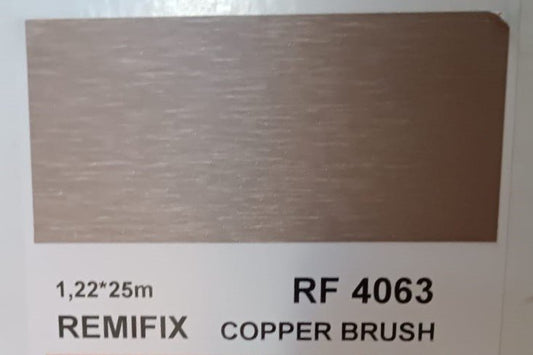 1,22*25m RF 4063
REMIFIX COPPER BRUSH